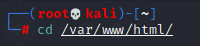 ┌──(root💀kali)-[~]
└─# cd /var/www/html/